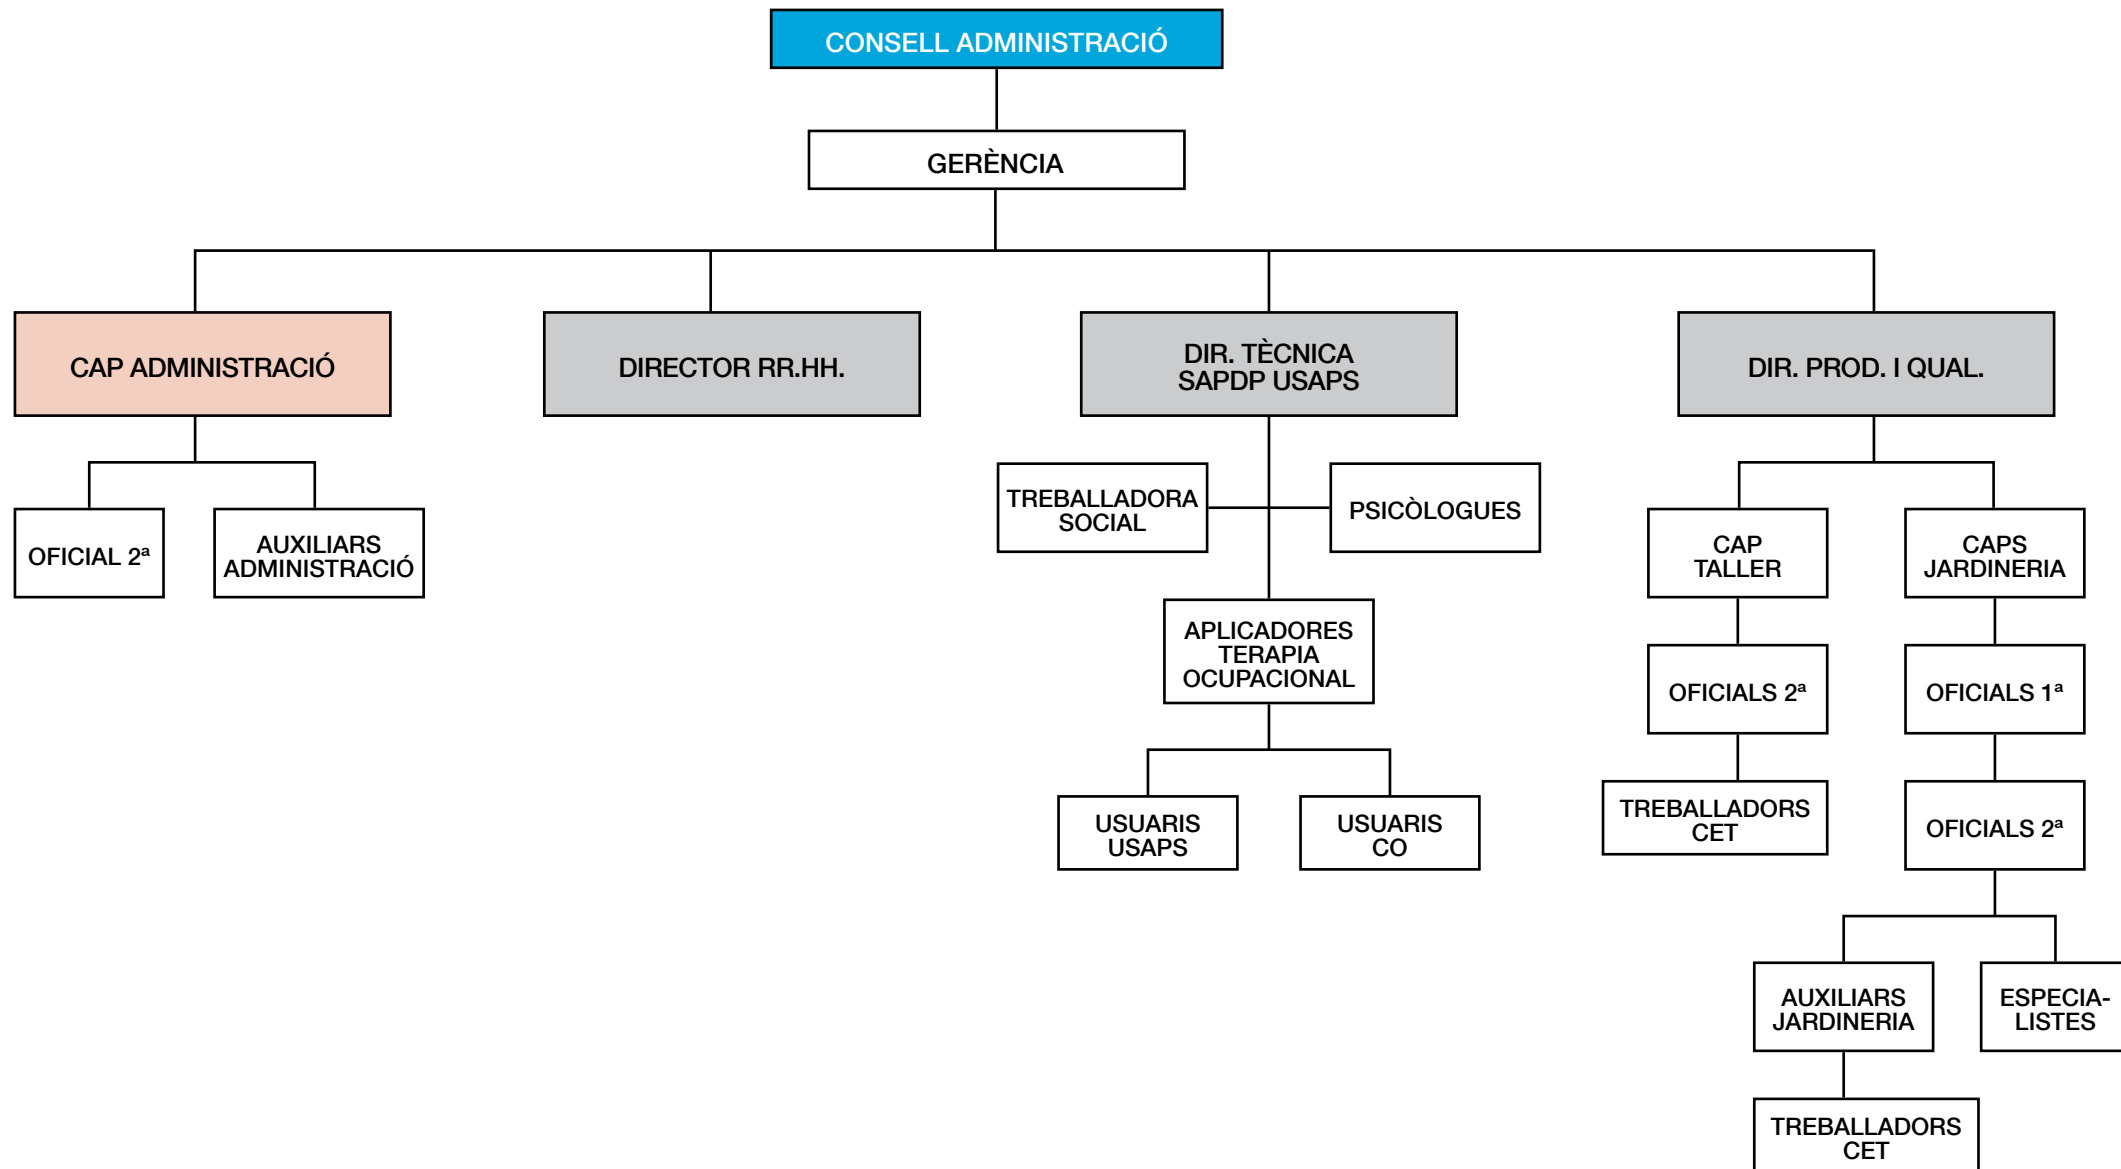 CONSELL ADMINISTRACIÓ
GERÈNCIA
CAP ADMINISTRACIÓ
DIRECTOR RR.HH.
DIR. TÈCNICA
SAPDP USAPS
DIR. PROD. I QUAL.
OFICIAL 2ª
AUXILIARS
ADMINISTRACIÓ
TREBALLADORA
SOCIAL
PSICÒLOGUES
APLICADORES
TERAPIA
OCUPACIONAL
USUARIS
USAPS
USUARIS
CO
CAP
TALLER
OFICIALS 2ª
TREBALLADORS
CET
CAPS
JARDINERIA
OFICIALS 1ª
OFICIALS 2ª
AUXILIARS
JARDINERIA
ESPECIA-
LISTES
TREBALLADORS
CET